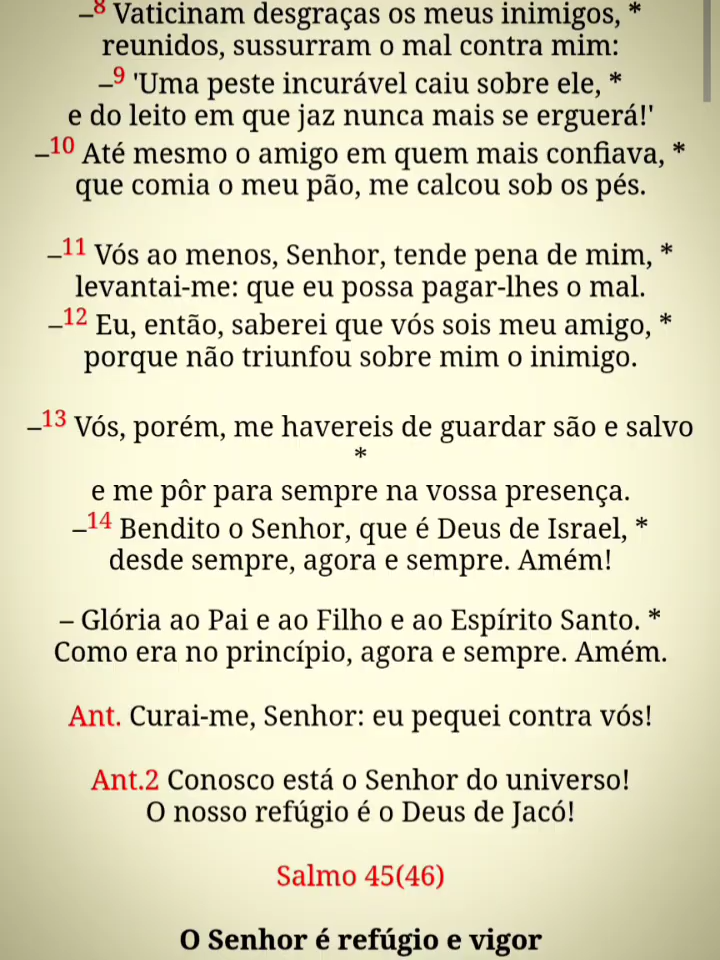 –8 Vaticinam desgraças os meus inimigos, *
reunidos, sussurram o mal contra mim:
–9 'Uma peste incurável caiu sobre ele, *
e do leito em que jaz nunca mais se erguerá!'
–10 Até mesmo o amigo em quem mais confiava, *
que comia o meu pão, me calcou sob os pés.
–11 Vós ao menos, Senhor, tende pena de mim, *
levantai-me: que eu possa pagar-lhes o mal.
–12 Eu, então, saberei que vós sois meu amigo, *
porque não triunfou sobre mim o inimigo.
–13 Vós, porém, me havereis de guardar são e salvo
*
e me pôr para sempre na vossa presença.
–14 Bendito o Senhor, que é Deus de Israel, *
desde sempre, agora e sempre. Amém!
– Glória ao Pai e ao Filho e ao Espírito Santo. *
Como era no princípio, agora e sempre. Amém.
Ant. Curai-me, Senhor: eu pequei contra vós!
Ant.2 Conosco está o Senhor do universo!
O nosso refúgio é o Deus de Jacó!
Salmo 45(46)
O Senhor é refúgio e vigor